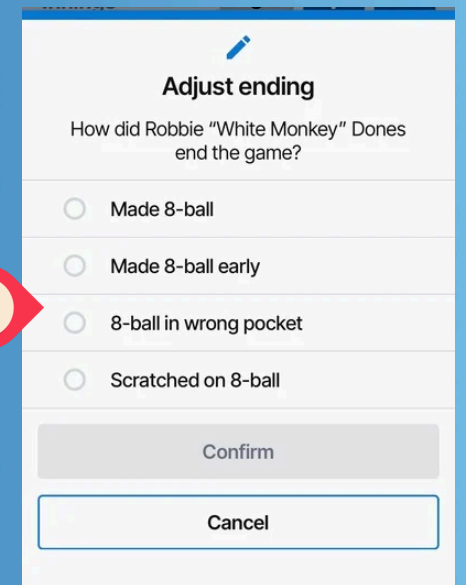 Adjust ending
How did Robbie “White Monkey” Dones
end the game?
Made 8-ball
Made 8-ball early
8-ball in wrong pocket
Scratched on 8-ball
Confirm
Cancel